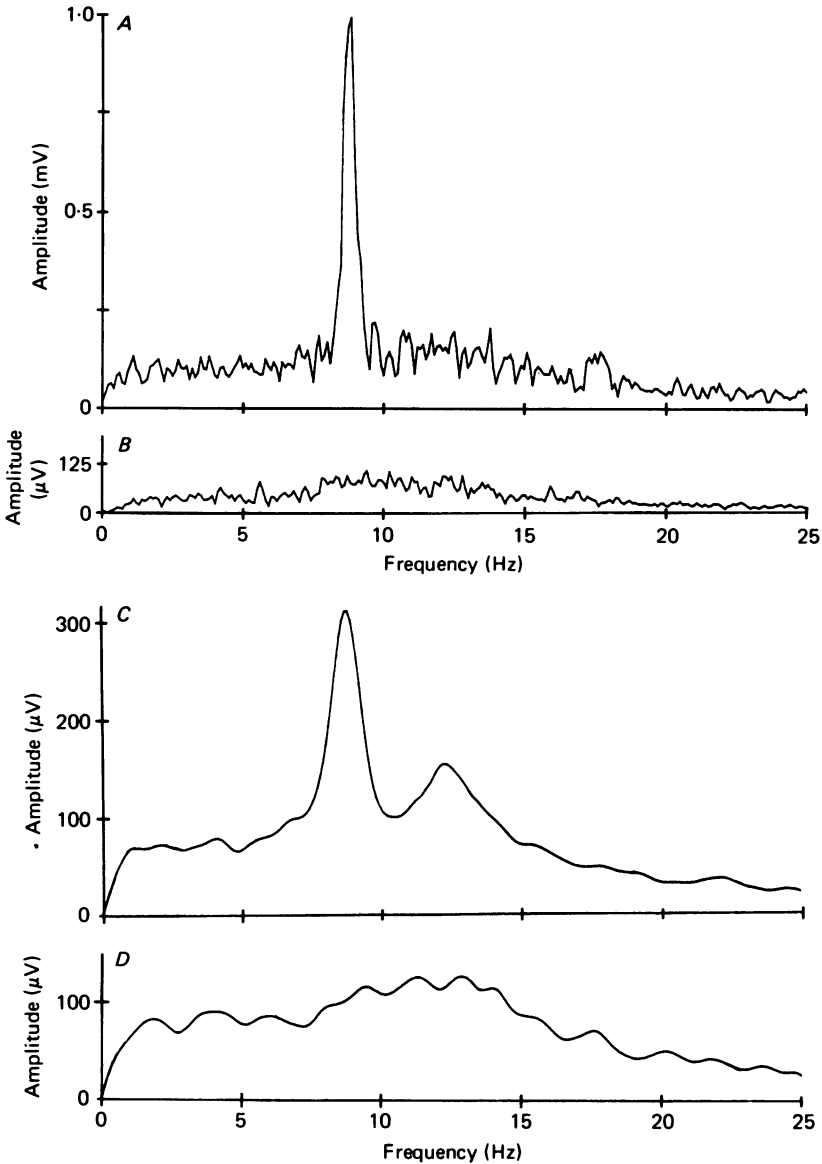 A
1.0
0·5
0
Amplitude (mV)
B
125
0
Amplitude
(μV)
0 5 10 15 20 25
Frequency (Hz)
C
300
200
100
0
Amplitude (μV)
D
100
0
Amplitude (μV)
0 5 10 15 20 25
Frequency (Hz)